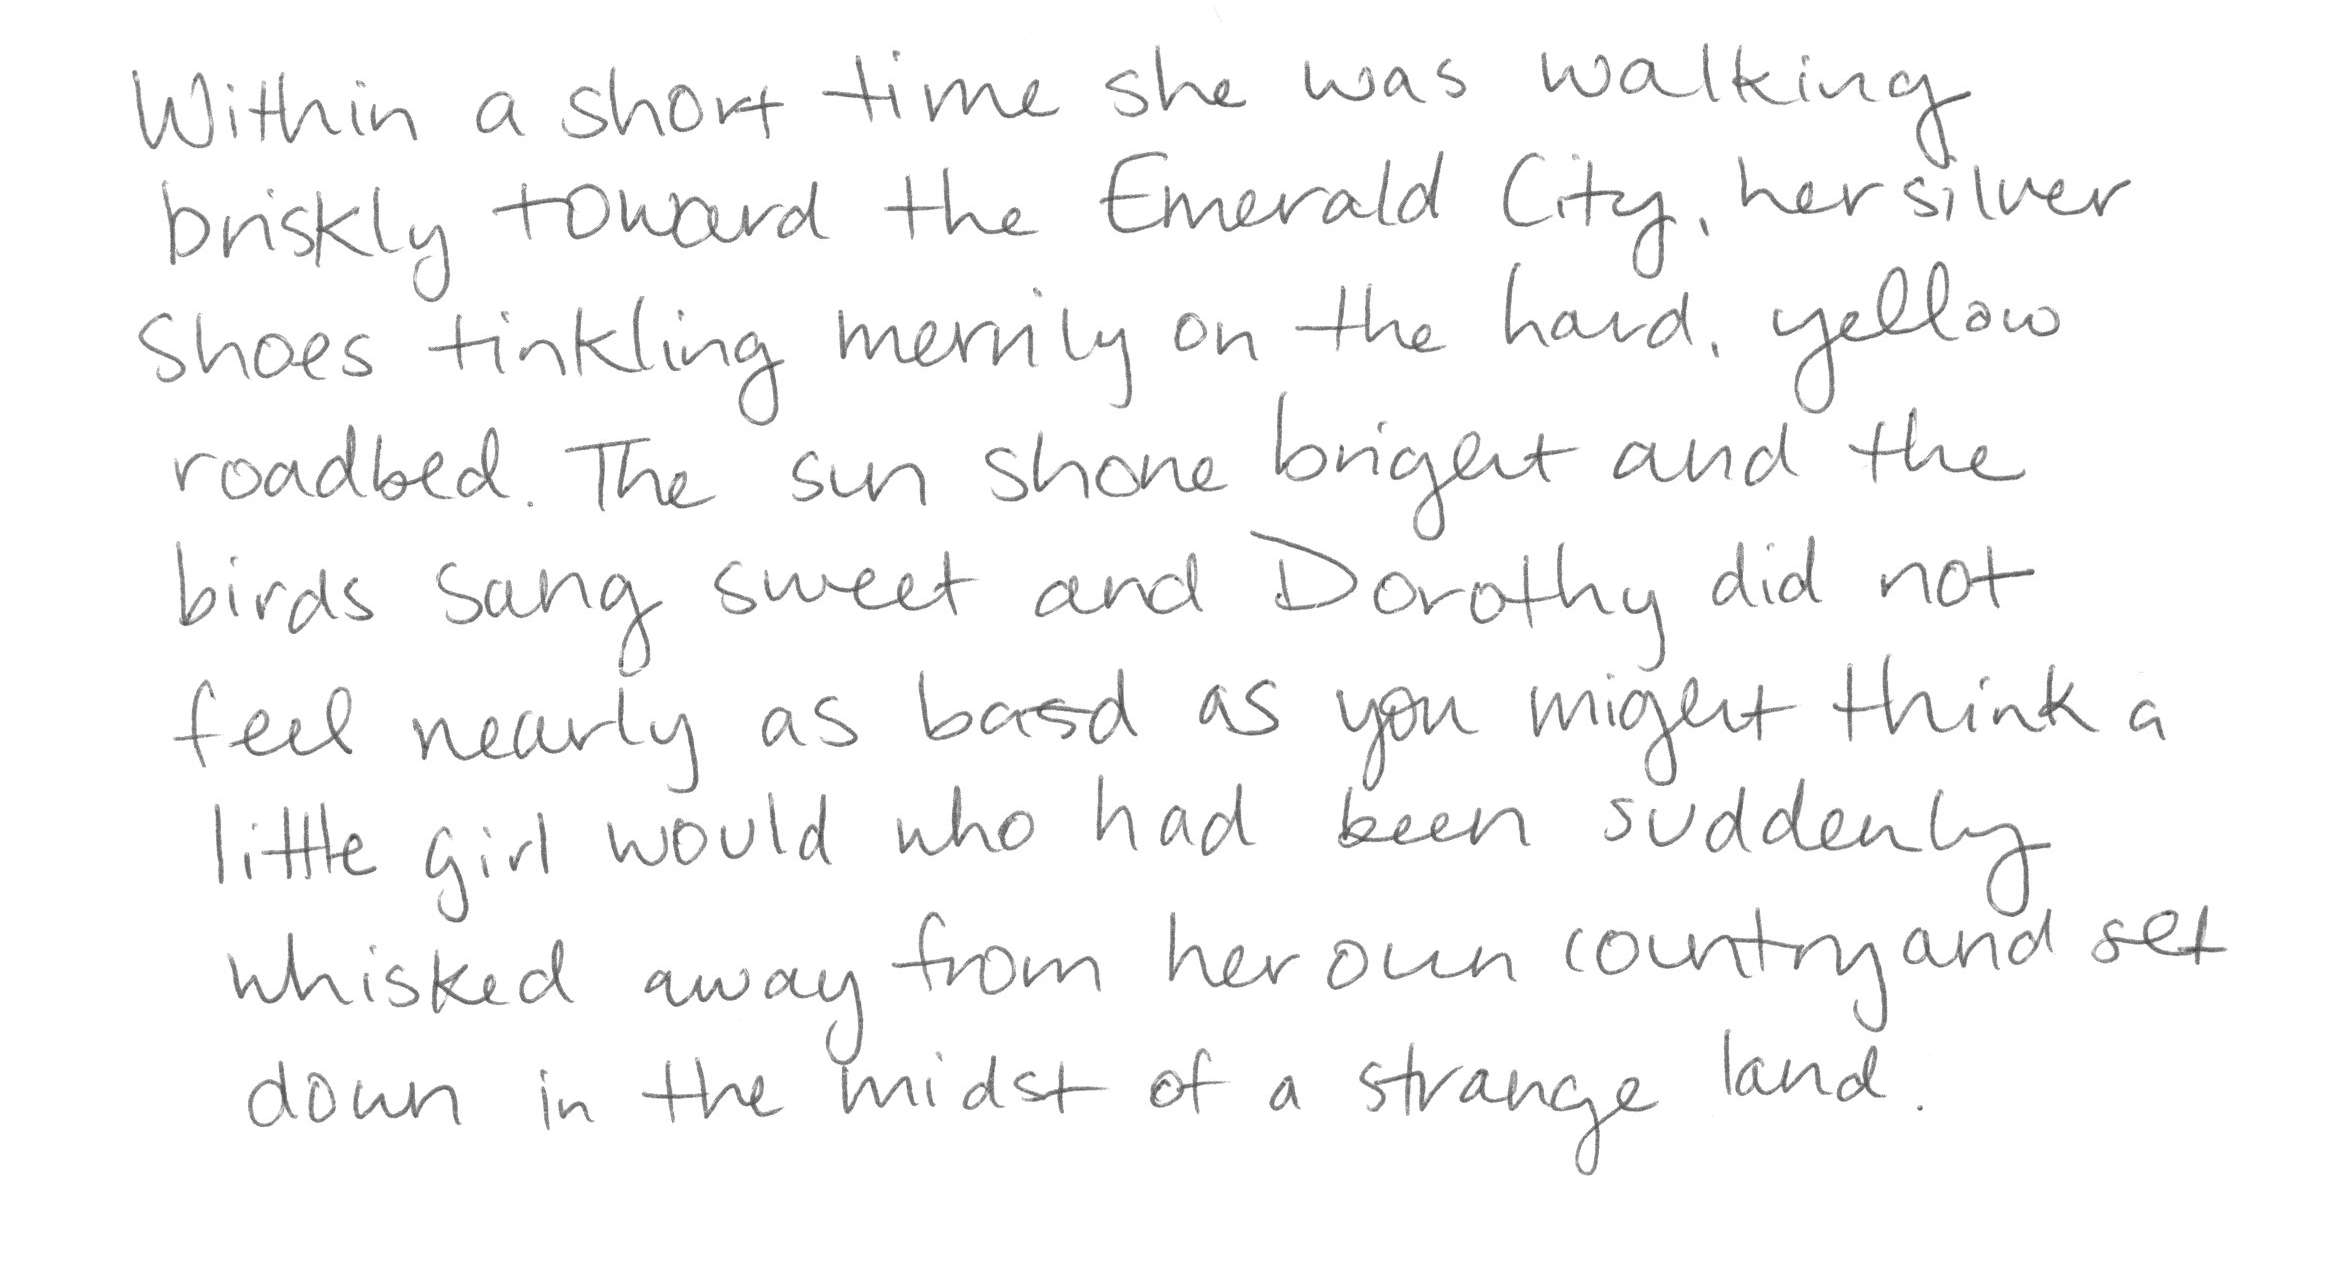 Within a short time she was walking
briskly toward the Emerald City, her silver
shoes tinkling merrily on the hard, yellow
roadbed. The sun shone bright and the
birds sang sweet and Dorothy did not
feel nearly as basd as you might think a
little girl would who had been suddenly
whisked away from her own country and set
down in the midst of a strange land.